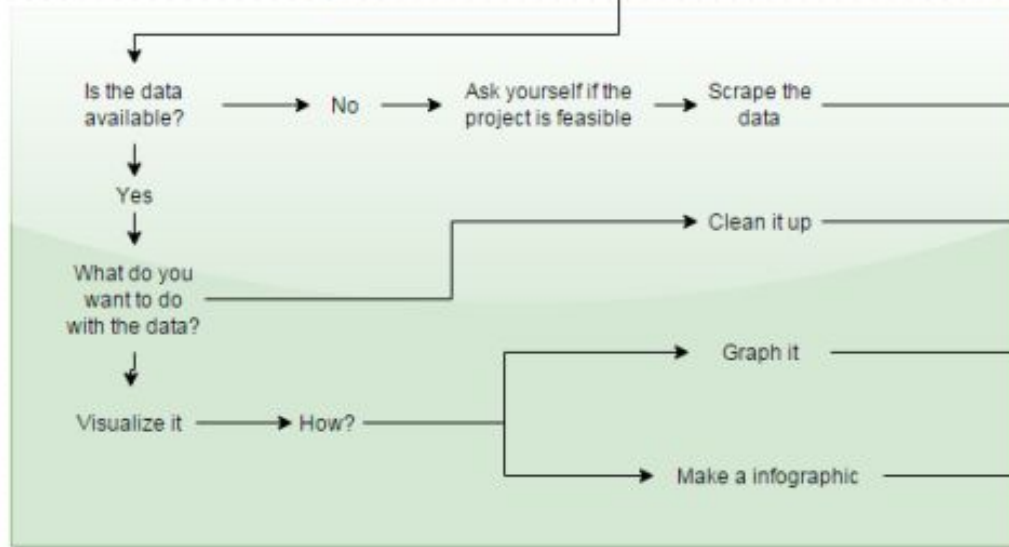 Is the data
available?
No
Ask yourself if the
project is feasible
Scrape the
data
Yes
Clean it up
What do you
want to do
with the data?
Graph it
Visualize it
How?
Make a infographic